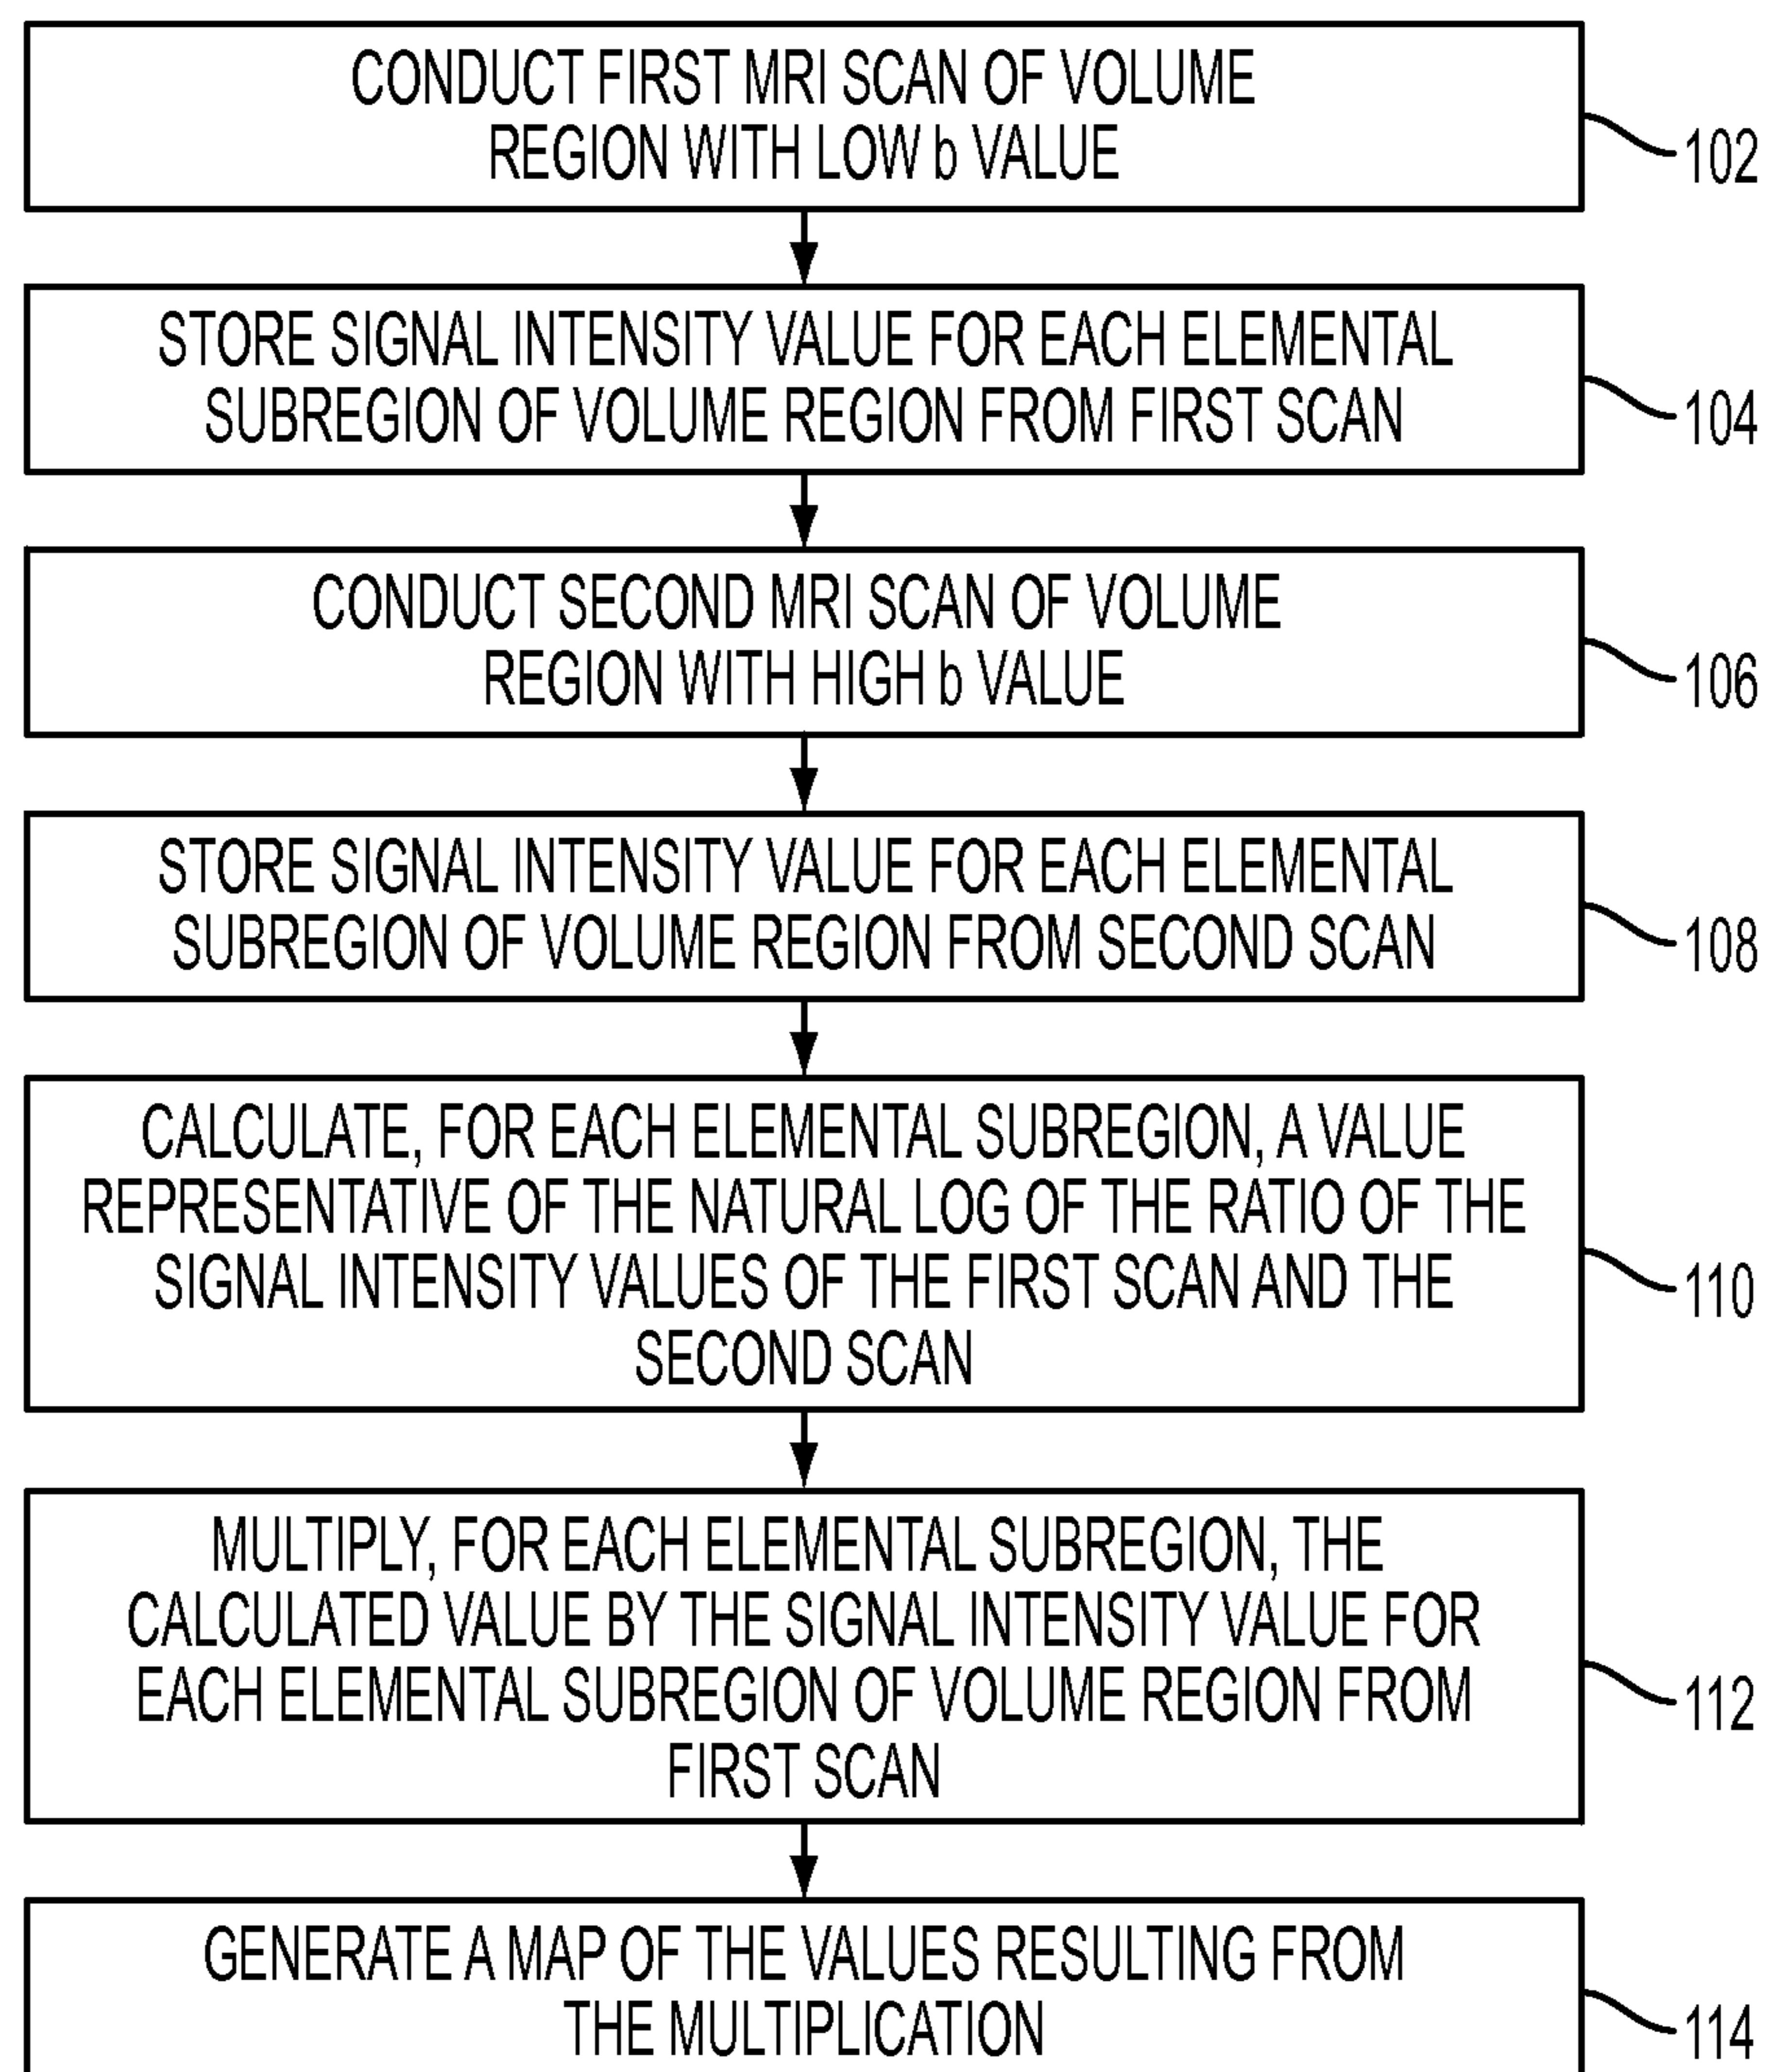 CONDUCT FIRST MRI SCAN OF VOLUME
REGION WITH LOW b VALUE
102
STORE SIGNAL INTENSITY VALUE FOR EACH ELEMENTAL
SUBREGION OF VOLUME REGION FROM FIRST SCAN
104
CONDUCT SECOND MRI SCAN OF VOLUME
REGION WITH HIGH b VALUE
106
STORE SIGNAL INTENSITY VALUE FOR EACH ELEMENTAL
SUBREGION OF VOLUME REGION FROM SECOND SCAN
108
CALCULATE, FOR EACH ELEMENTAL SUBREGION, A VALUE
REPRESENTATIVE OF THE NATURAL LOG OF THE RATIO OF THE
SIGNAL INTENSITY VALUES OF THE FIRST SCAN AND THE
SECOND SCAN
110
MULTIPLY, FOR EACH ELEMENTAL SUBREGION, THE
CALCULATED VALUE BY THE SIGNAL INTENSITY VALUE FOR
EACH ELEMENTAL SUBREGION OF VOLUME REGION FROM
FIRST SCAN
112
GENERATE A MAP OF THE VALUES RESULTING FROM
THE MULTIPLICATION
114